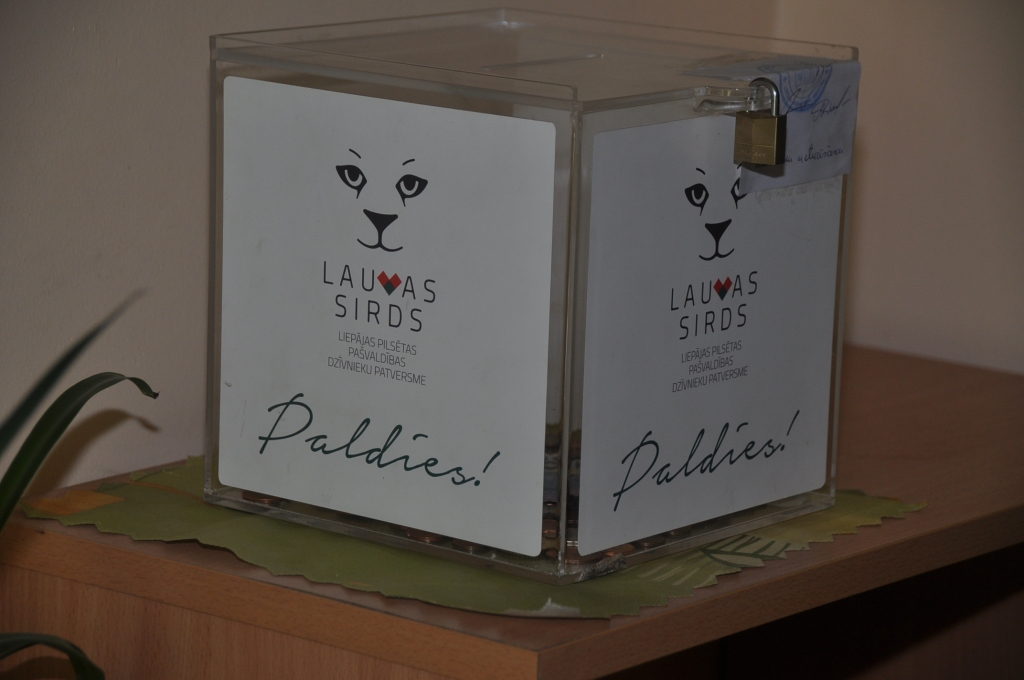 LAUVAS
SIRDS
LIEPĀJAS PILSĒTAS
PAŠVALDĪBAS
DZĪVNIEKU PATVERSME
Paldies!
LAUVAS
SIRDS
LIEPĀJAS PILSĒTAS
PAŠVALDĪBAS
DZĪVNIEKU PATVERSME
Paldies!